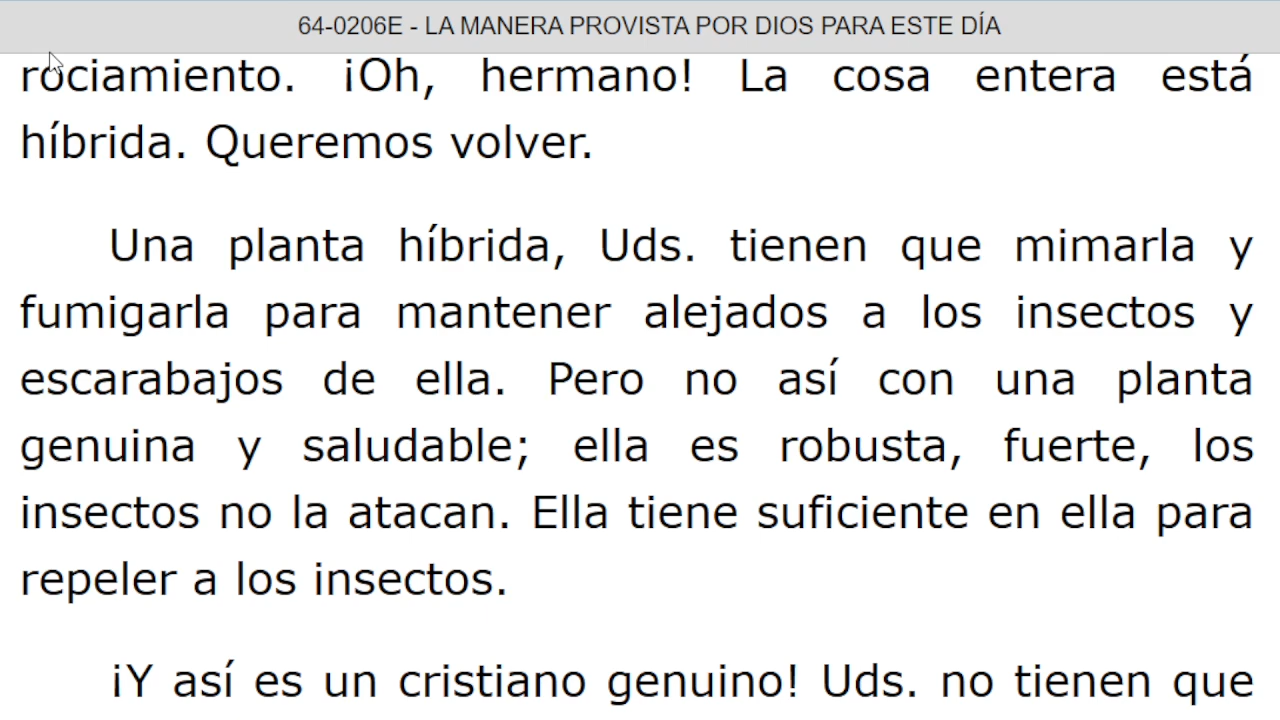 64-0206E - LA MANERA PROVISTA POR DIOS PARA ESTE DÍA
rociamiento. ¡Oh, hermano! La cosa entera está
híbrida. Queremos volver.
Una planta híbrida, Uds. tienen que mimarla y
fumigarla para mantener alejados a los insectos y
escarabajos de ella. Pero no así con una planta
genuina y saludable; ella es robusta, fuerte, los
insectos no la atacan. Ella tiene suficiente en ella para
repeler a los insectos.
¡Y así es un cristiano genuino! Uds. no tienen que